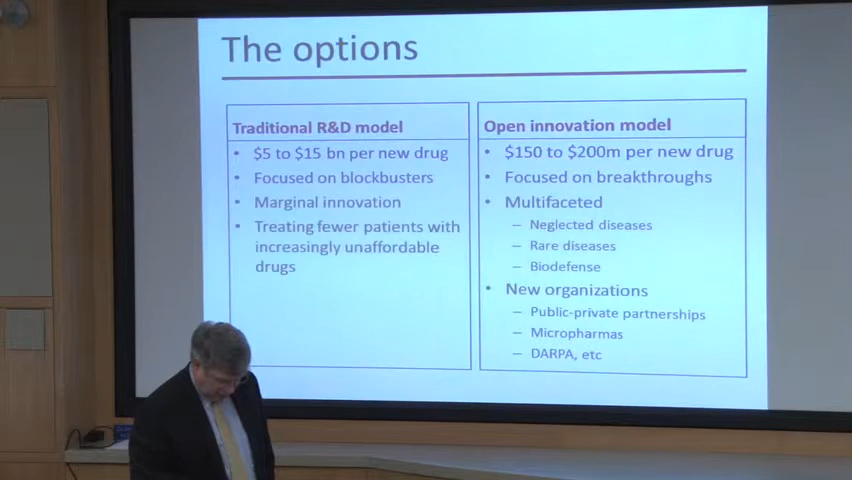 The options
Traditional R&D model
• $5 to $15 bn per new drug
• Focused on blockbusters
• Marginal innovation
• Treating fewer patients with
increasingly unaffordable
drugs
Open innovation model
• $150 to $200m per new drug
• Focused on breakthroughs
• Multifaceted
– Neglected diseases
– Rare diseases
– Biodefense
• New organizations
– Public-private partnerships
– Micropharmas
– DARPA, etc